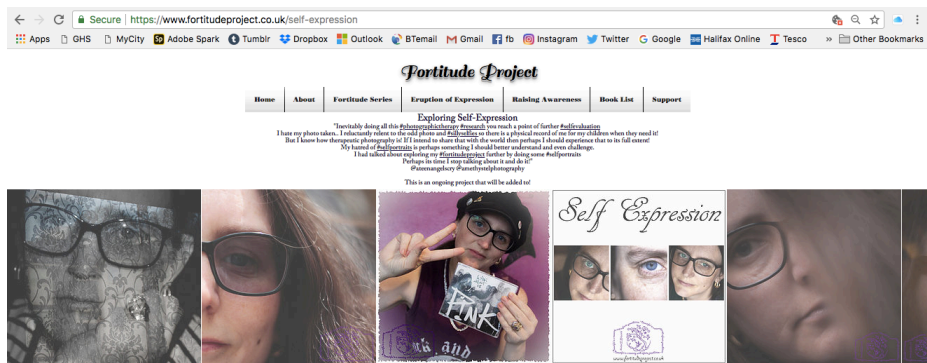 Secure | https://www.fortitudeproject.co.uk/self-expression
Apps GHS MyCity Sp Adobe Spark Tumblr Dropbox Outlook BTemail Gmail fb Instagram Twitter Google Halifax Online Tesco » Other Bookmarks
Fortitude Project
Home About Fortitude Series Eruption of Expression Raising Awareness Book List Support
Exploring Self-Expression
"Inevitably doing all this #photographictherapy #research you reach a point of further #selfevaluation
I hate my photo taken.. I reluctantly relent to the odd photo and #sillyselfies so there is a physical record of me for my children when they need it!
But I know how therapeutic photography is! If I intend to share that with the world then perhaps I should experience that to its full extent!
My hatred of #selfportraits is perhaps something I should better understand and even challenge.
I had talked about exploring my #fortitudeproject further by doing some #selfportraits
Perhaps its time I stop talking about it and do it!"
@atremangelscry @amethystelphotography
This is an ongoing project that will be added to!
Self Expression
P!NK
www.fortitudeproject.co.uk